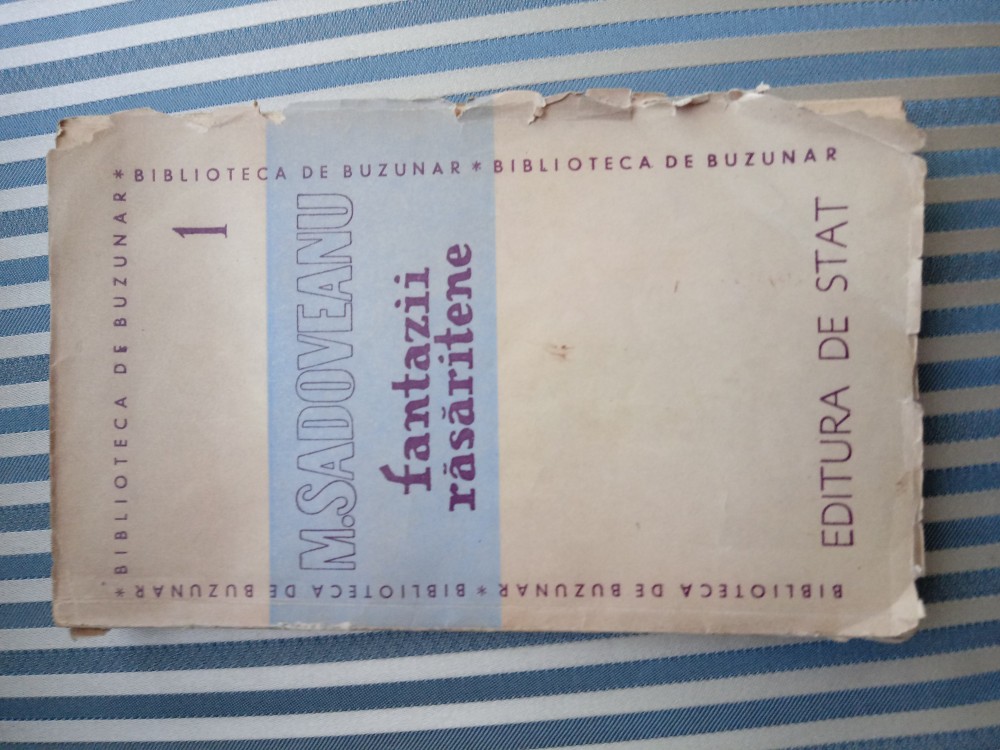 * BIBLIOTECA DE BUZUNAR *
1
M. SADOVEANU
fantazii
răsăritene
EDITURA DE STAT
BIBLIOTECA DE BUZUNAR * BIBLIOTECA DE BUZUNAR
BIBLIOTECA DE BUZUNAR * BIBLIOTECA DE BUZUNAR